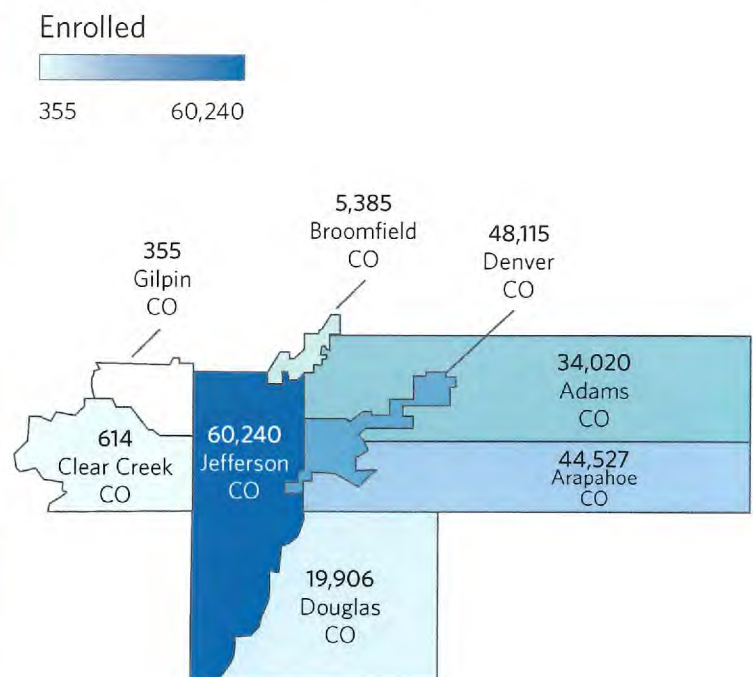 Enrolled
355 60,240
5,385
Broomfield
CO
48,115
Denver
CO
355
Gilpin
CO
34,020
Adams
CO
614
Clear Creek
CO
60,240
Jefferson
CO
44,527
Arapahoe
CO
19,906
Douglas
CO